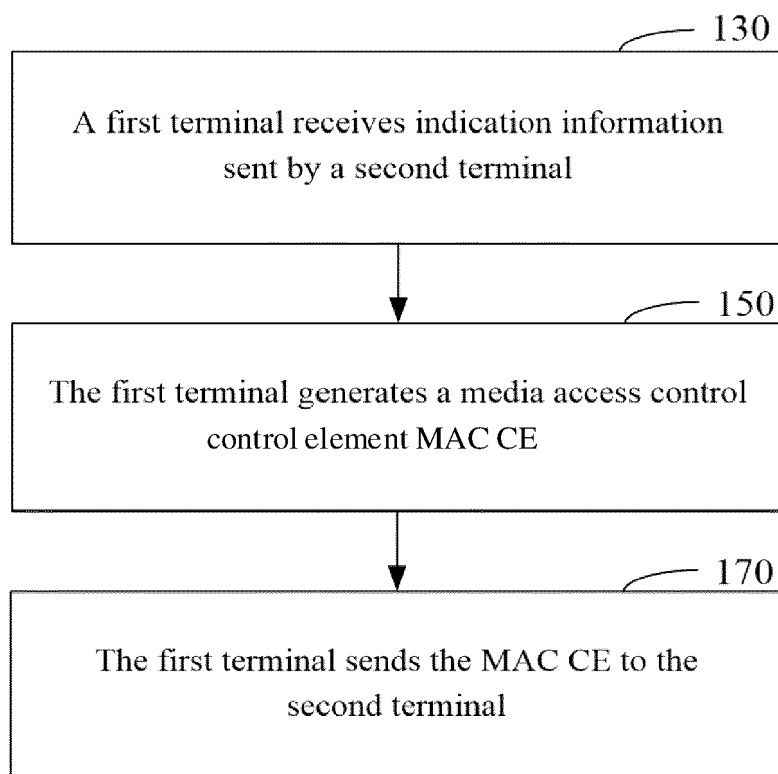 130
A first terminal receives indication information
sent by a second terminal
150
The first terminal generates a media access control
control element MAC CE
170
The first terminal sends the MAC CE to the
second terminal